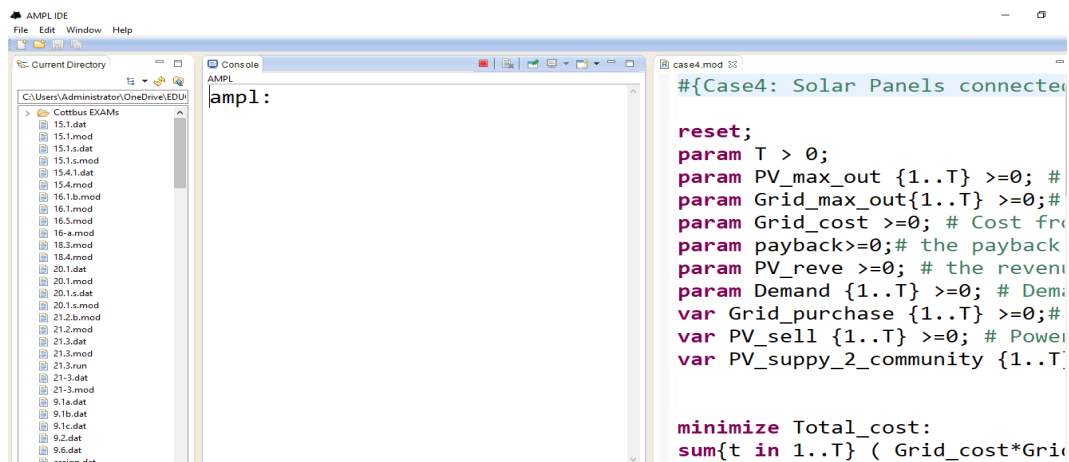 AMPL IDE
File Edit Window Help
Current Directory
C:\Users\Administrator\OneDrive\EDU
Cottbus EXAMs
15.1.dat
15.1.mod
15.1.s.dat
15.1.s.mod
15.4.1.dat
15.4.mod
16.1.b.mod
16.1.mod
16.5.mod
16-a.mod
18.3.mod
18.4.mod
20.1.dat
20.1.mod
20.1.s.dat
20.1.s.mod
21.2.b.mod
21.2.mod
21.3.dat
21.3.mod
21.3.run
21-3.dat
21-3.mod
9.1a.dat
9.1b.dat
9.1c.dat
9.2.dat
9.6.dat
Console
AMPL
ampl:
case4.mod
#{Case4: Solar Panels connected
reset;
param T > 0;
param PV_max_out {1..T} >=0; #
param Grid_max_out{1..T} >=0;#
param Grid_cost >=0; # Cost fro
param payback>=0;# the payback
param PV_reve >=0; # the revenu
param Demand {1..T} >=0; # Dema
var Grid_purchase {1..T} >=0;#
var PV_sell {1..T} >=0; # Power
var PV_suppy_2_community {1..T}
minimize Total_cost:
sum{t in 1..T} ( Grid_cost*Grid